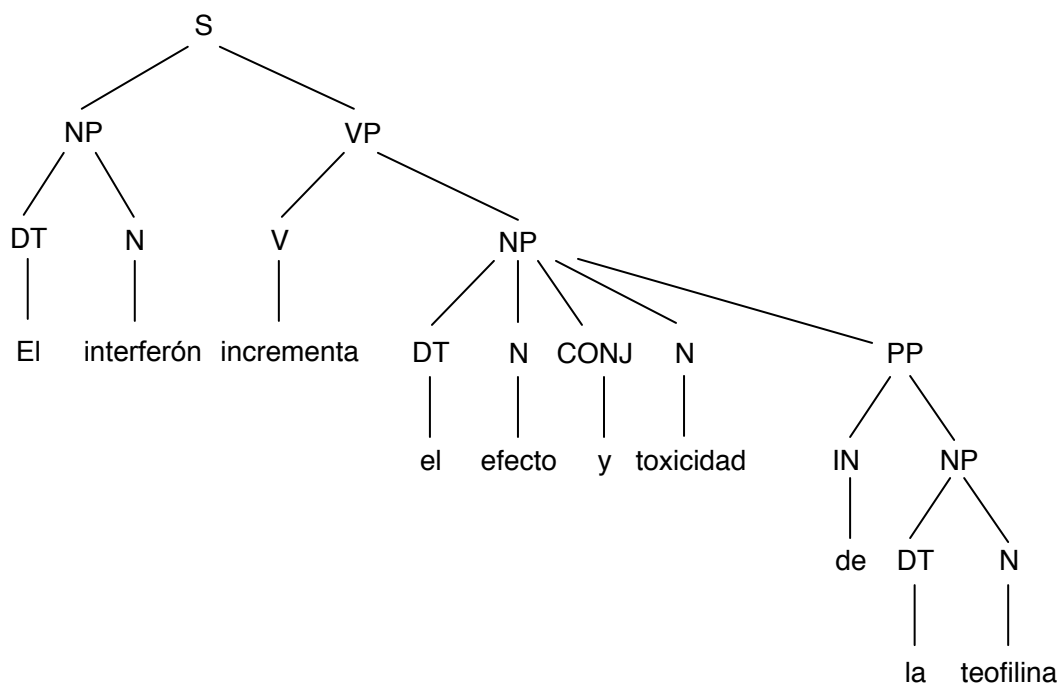 S
NP VP
DT N V NP
El interferón incrementa DT N CONJ N PP
el efecto y toxicidad IN NP
de DT N
la teofilina